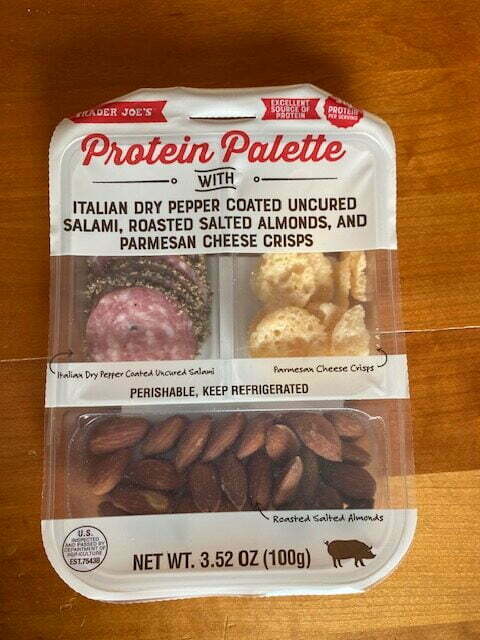 TRADER JOE'S
EXCELLENT
SOURCE OF
PROTEIN
PROTEIN
PER SERVING
Protein Palette
WITH
ITALIAN DRY PEPPER COATED UNCURED
SALAMI, ROASTED SALTED ALMONDS, AND
PARMESAN CHEESE CRISPS
Italian Dry Pepper Coated Uncured Salami
Parmesan Cheese Crisps
PERISHABLE, KEEP REFRIGERATED
Roasted Salted Almonds
U.S.
INSPECTED
AND PASSED BY
DEPARTMENT OF
AGRICULTURE
EST.75438
NET WT. 3.52 OZ (100g)